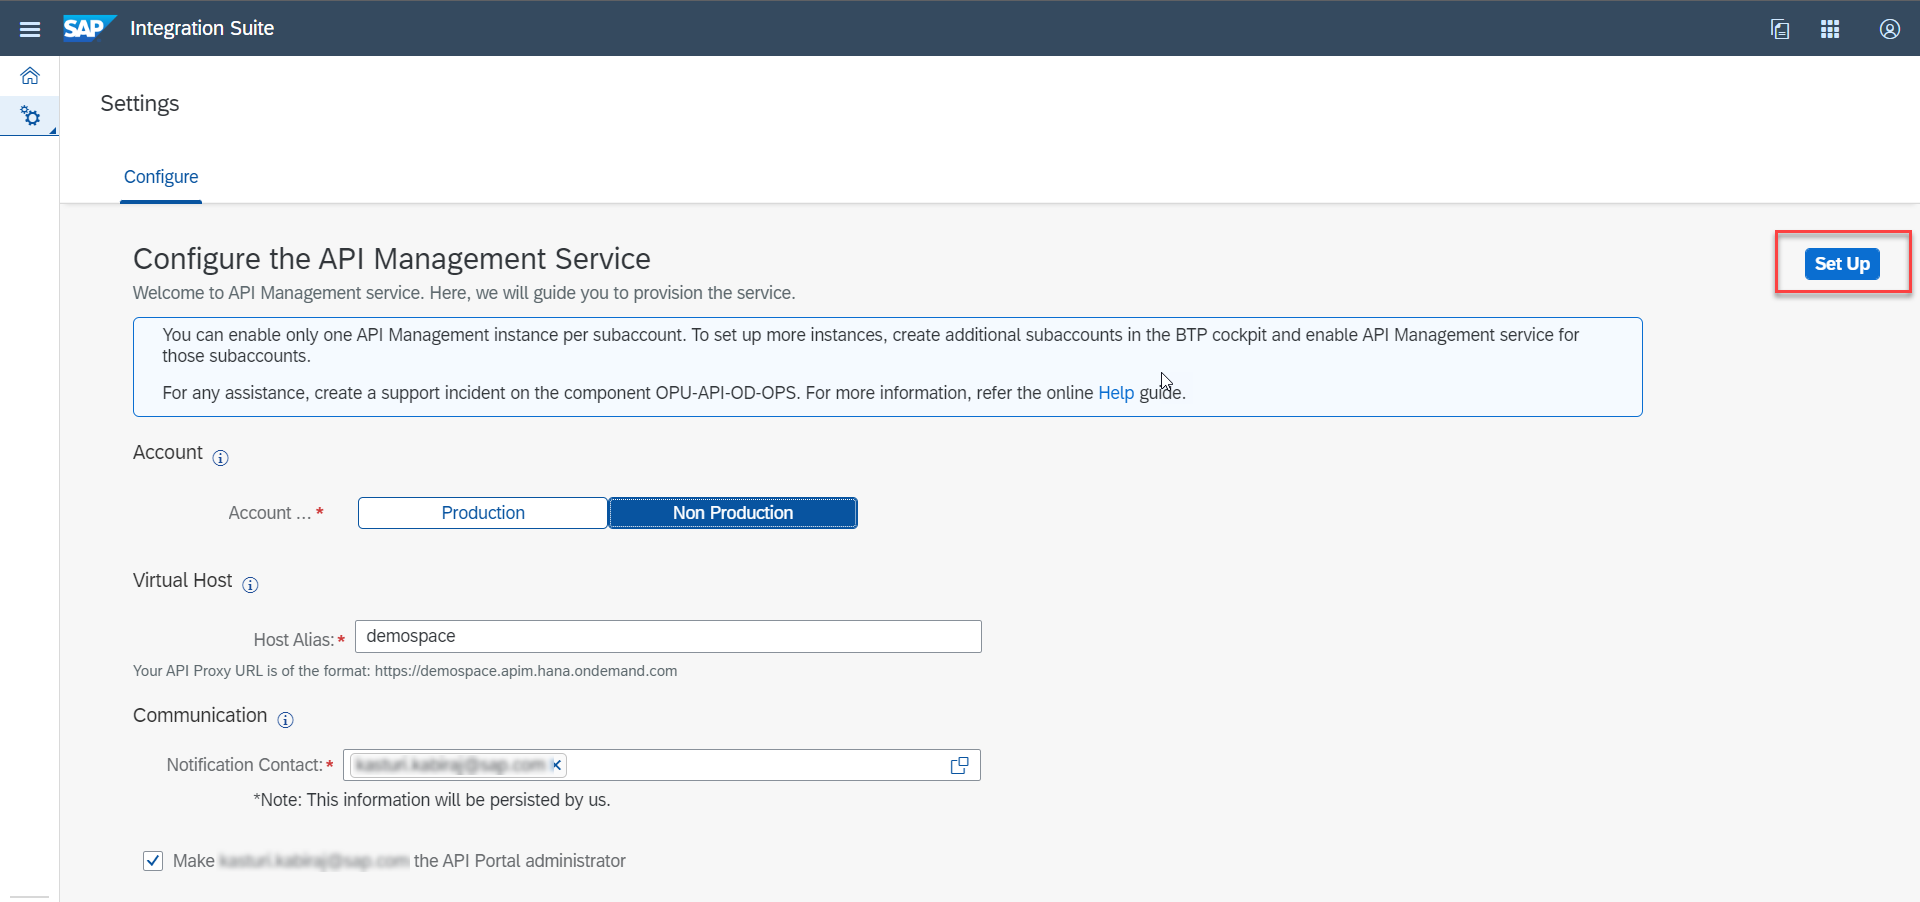 SAP Integration Suite
Settings
Configure
Configure the API Management Service
Set Up
Welcome to API Management service. Here, we will guide you to provision the service.
You can enable only one API Management instance per subaccount. To set up more instances, create additional subaccounts in the BTP cockpit and enable API Management service for
those subaccounts.
For any assistance, create a support incident on the component OPU-API-OD-OPS. For more information, refer the online Help guide.
Account
Account ... *
Production
Non Production
Virtual Host
Host Alias: *
demospace
Your API Proxy URL is of the format: https://demospace.apim.hana.ondemand.com
Communication
Notification Contact: *
*Note: This information will be persisted by us.
Make the API Portal administrator